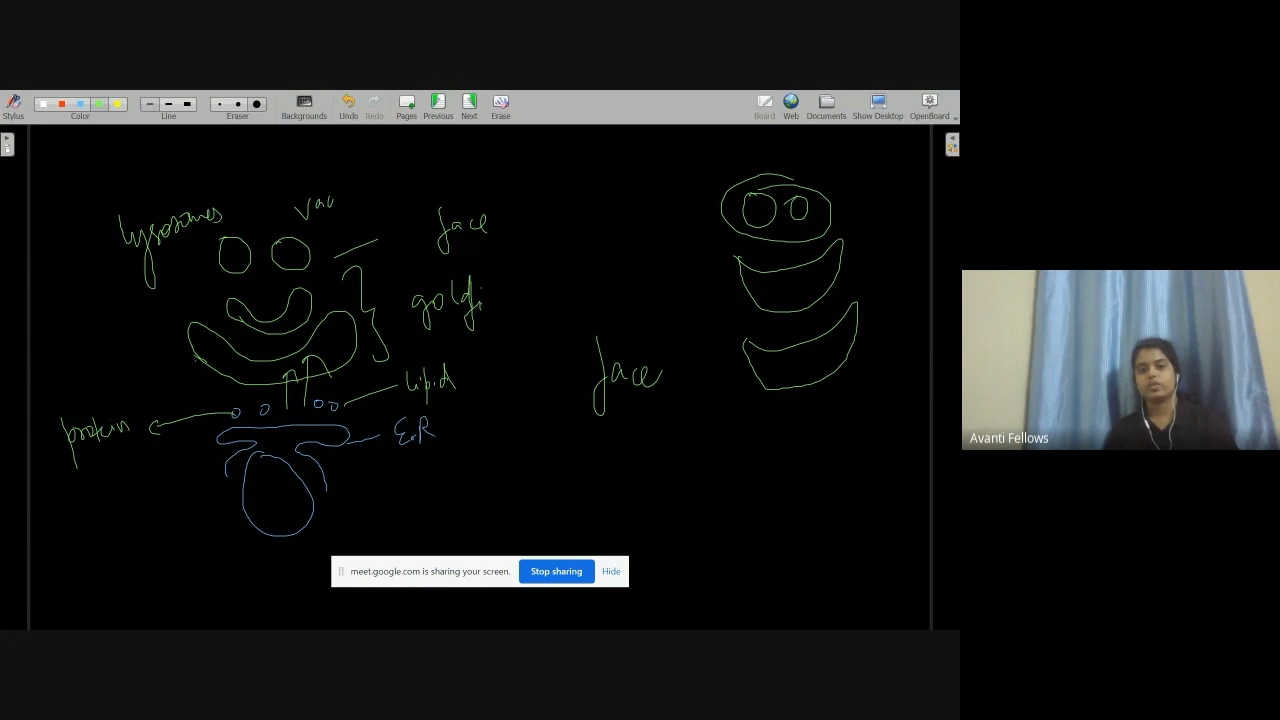 Stylus
Color
Line
Eraser
Backgrounds
Undo
Redo
Pages
Previous
Next
Erase
Board
Web
Documents
Show Desktop
OpenBoard
lysosomes
vac
face
golgi
lipid
face
protein
E.R
Avanti Fellows
meet.google.com is sharing your screen.
Stop sharing
Hide